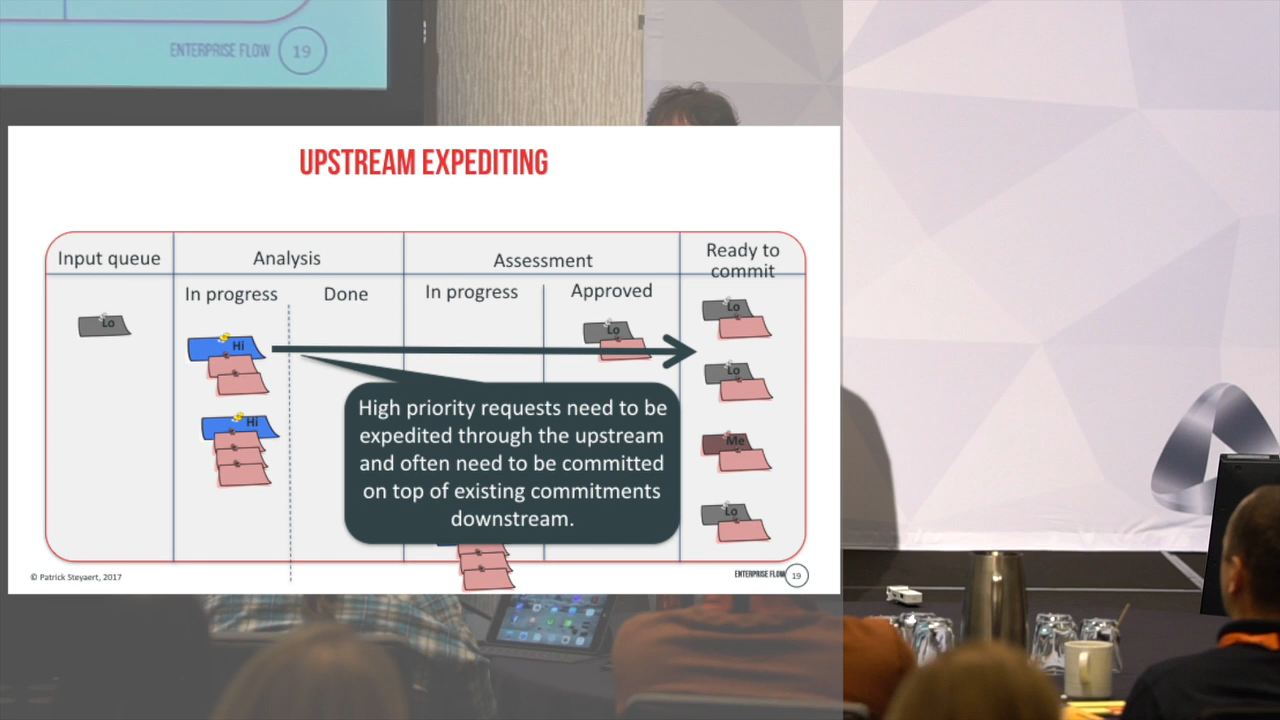 ENTERPRISE FLOW 19
UPSTREAM EXPEDITING
Input queue
Analysis
Assessment
Ready to
commit
In progress
Done
In progress
Approved
Lo
Hi
Hi
Lo
Lo
Lo
Me
Lo
High priority requests need to be
expedited through the upstream
and often need to be committed
on top of existing commitments
downstream.
© Patrick Steyaert, 2017
ENTERPRISE FLOW 19